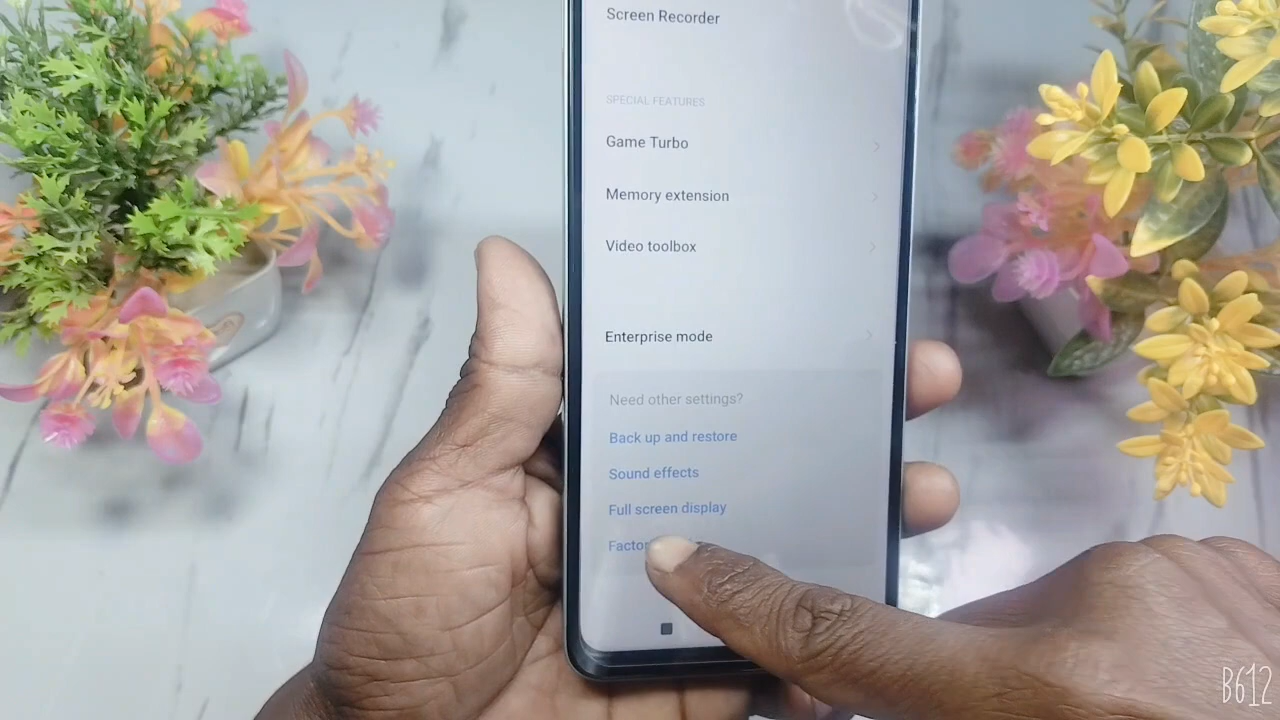 Screen Recorder
SPECIAL FEATURES
Game Turbo
Memory extension
Video toolbox
Enterprise mode
Need other settings?
Back up and restore
Sound effects
Full screen display
B612